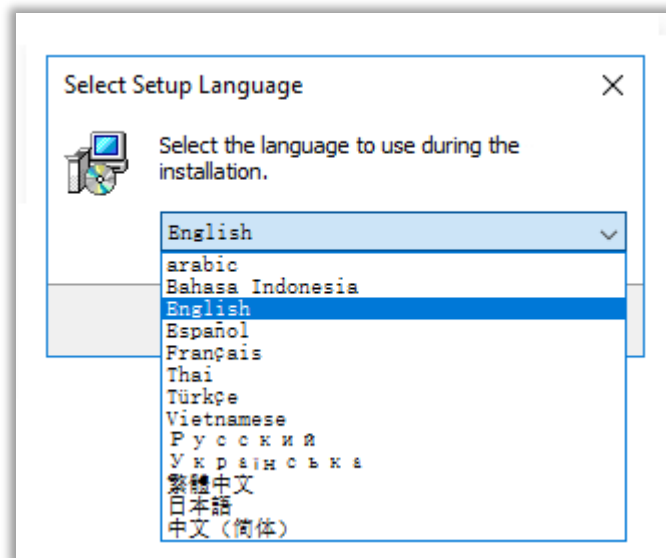 Select Setup Language
Select the language to use during the
installation.
English
arabic
Bahasa Indonesia
English
Español
Français
Thai
Türkçe
Vietnamese
Русский
Українська
繁體中文
日本語
中文（简体）